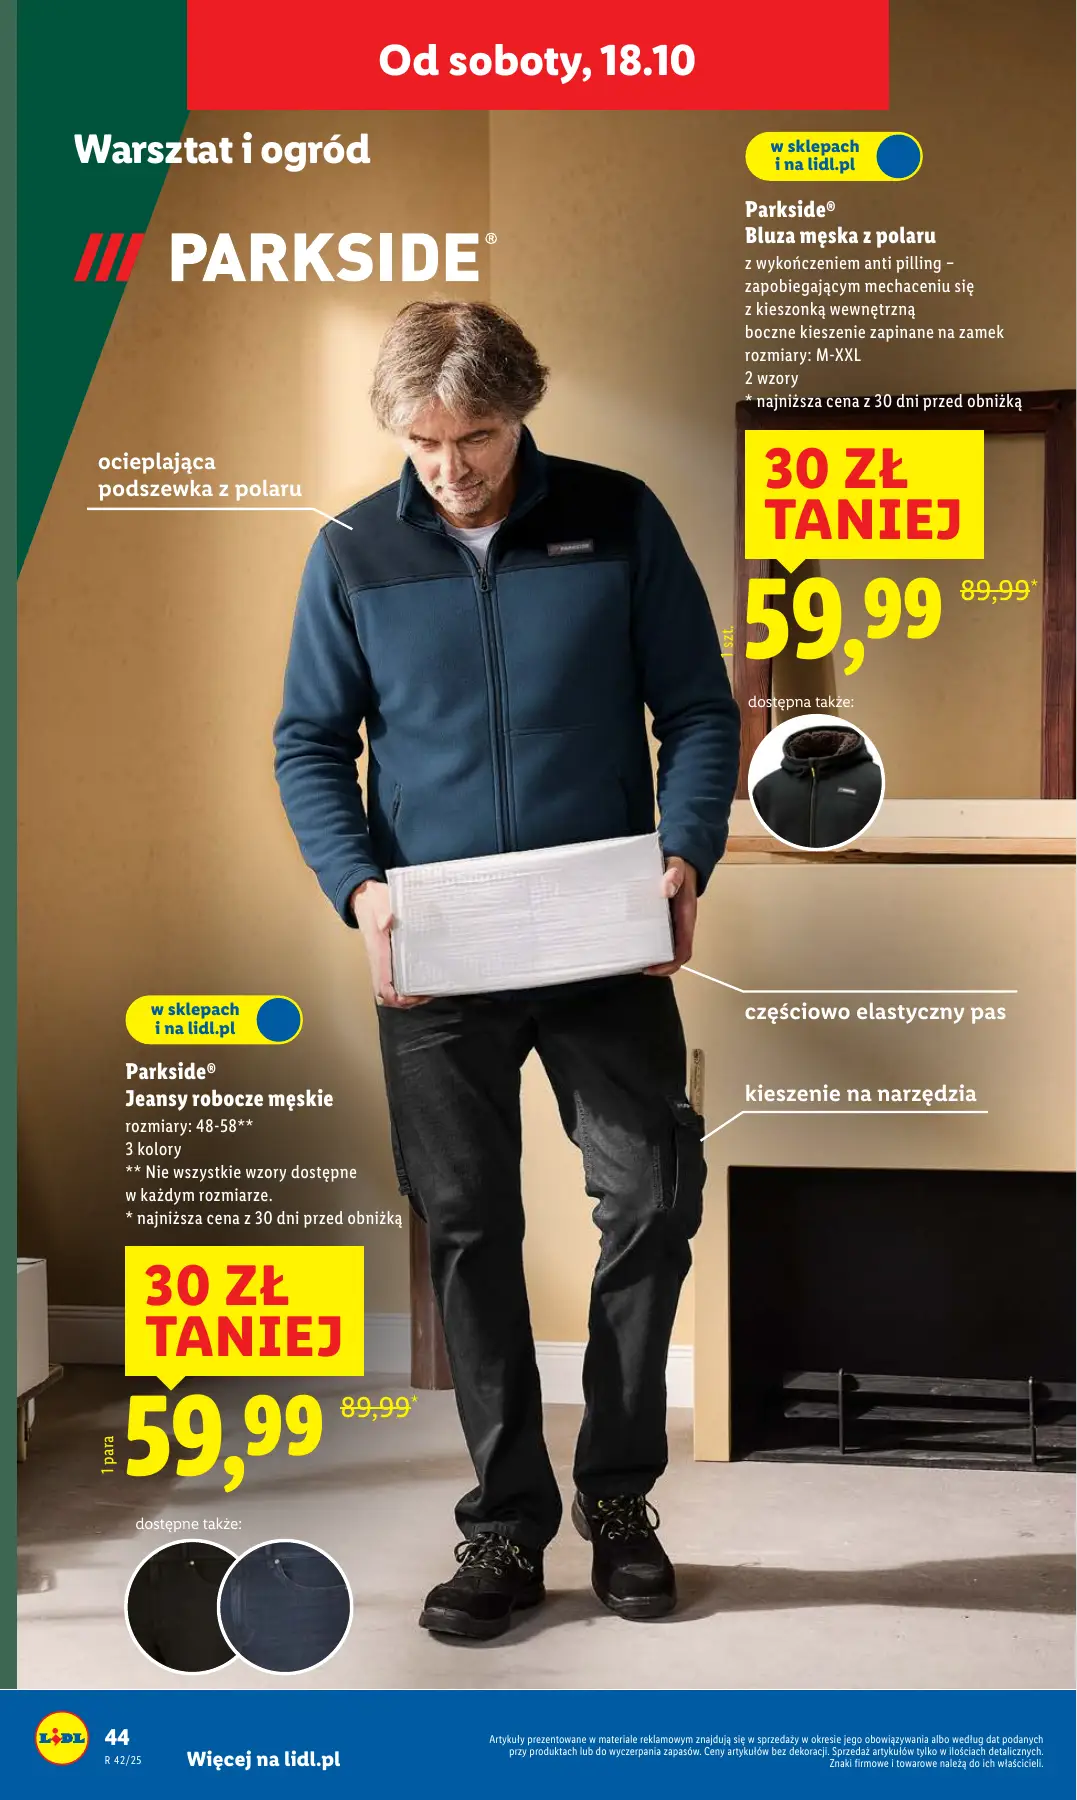 Od soboty, 18.10
Warsztat i ogród
PARKSIDE®
w sklepach
i na lidl.pl
Parkside®
Bluza męska z polaru
z wykończeniem anti pilling –
zapobiegającym mechaceniu się
z kieszonką wewnętrzną
boczne kieszenie zapinane na zamek
rozmiary: M-XXL
2 wzory
* najniższa cena z 30 dni przed obniżką
30 ZŁ
TANIEJ
59,99
89,99*
1 szt.
dostępna także:
ocieplająca
podszewka z polaru
PARKSIDE
częściowo elastyczny pas
kieszenie na narzędzia
w sklepach
i na lidl.pl
Parkside®
Jeansy robocze męskie
rozmiary: 48-58**
3 kolory
** Nie wszystkie wzory dostępne
w każdym rozmiarze.
* najniższa cena z 30 dni przed obniżką
30 ZŁ
TANIEJ
59,99
89,99*
1 para
dostępne także:
LIDL
44
R 42/25
Więcej na lidl.pl
Artykuły prezentowane w materiale reklamowym znajdują się w sprzedaży w okresie jego obowiązywania albo według dat podanych
przy produktach lub do wyczerpania zapasów. Ceny artykułów bez dekoracji. Sprzedaż artykułów tylko w ilościach detalicznych.
Znaki firmowe i towarowe należą do ich właścicieli.